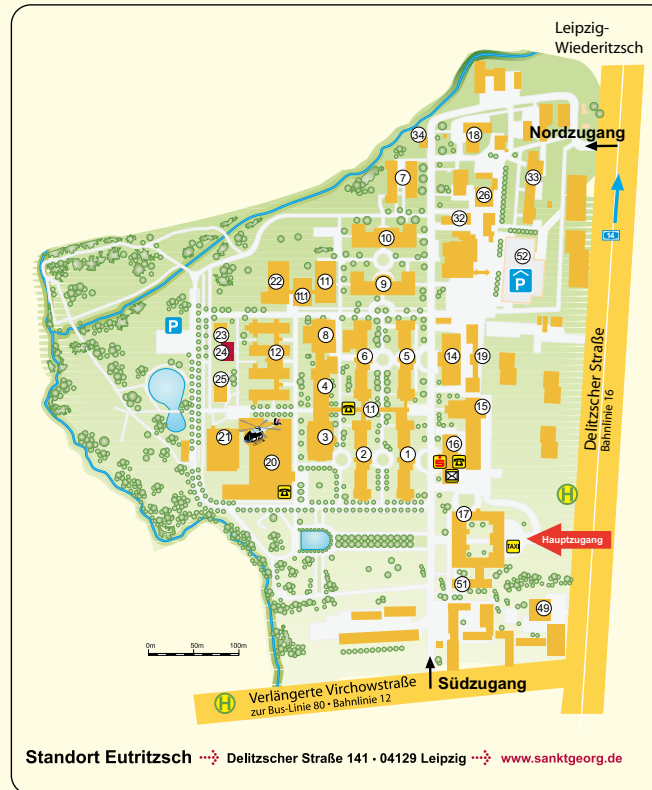 Leipzig-
Wiederitzsch
Nordzugang
34
18
7
33
26
32
10
52
P
14
9
22
11
11.1
P
23
24
25
12
8
6
5
14
19
4
1.1
15
21
20
3
2
1
16
S
H
17
TAXI
Hauptzugang
51
49
Delitzscher Straße
Bahnlinie 16
0m 50m 100m
H
Verlängerte Virchowstraße
zur Bus-Linie 80 • Bahnlinie 12
Südzugang
Standort Eutritzsch Delitzscher Straße 141 · 04129 Leipzig www.sanktgeorg.de